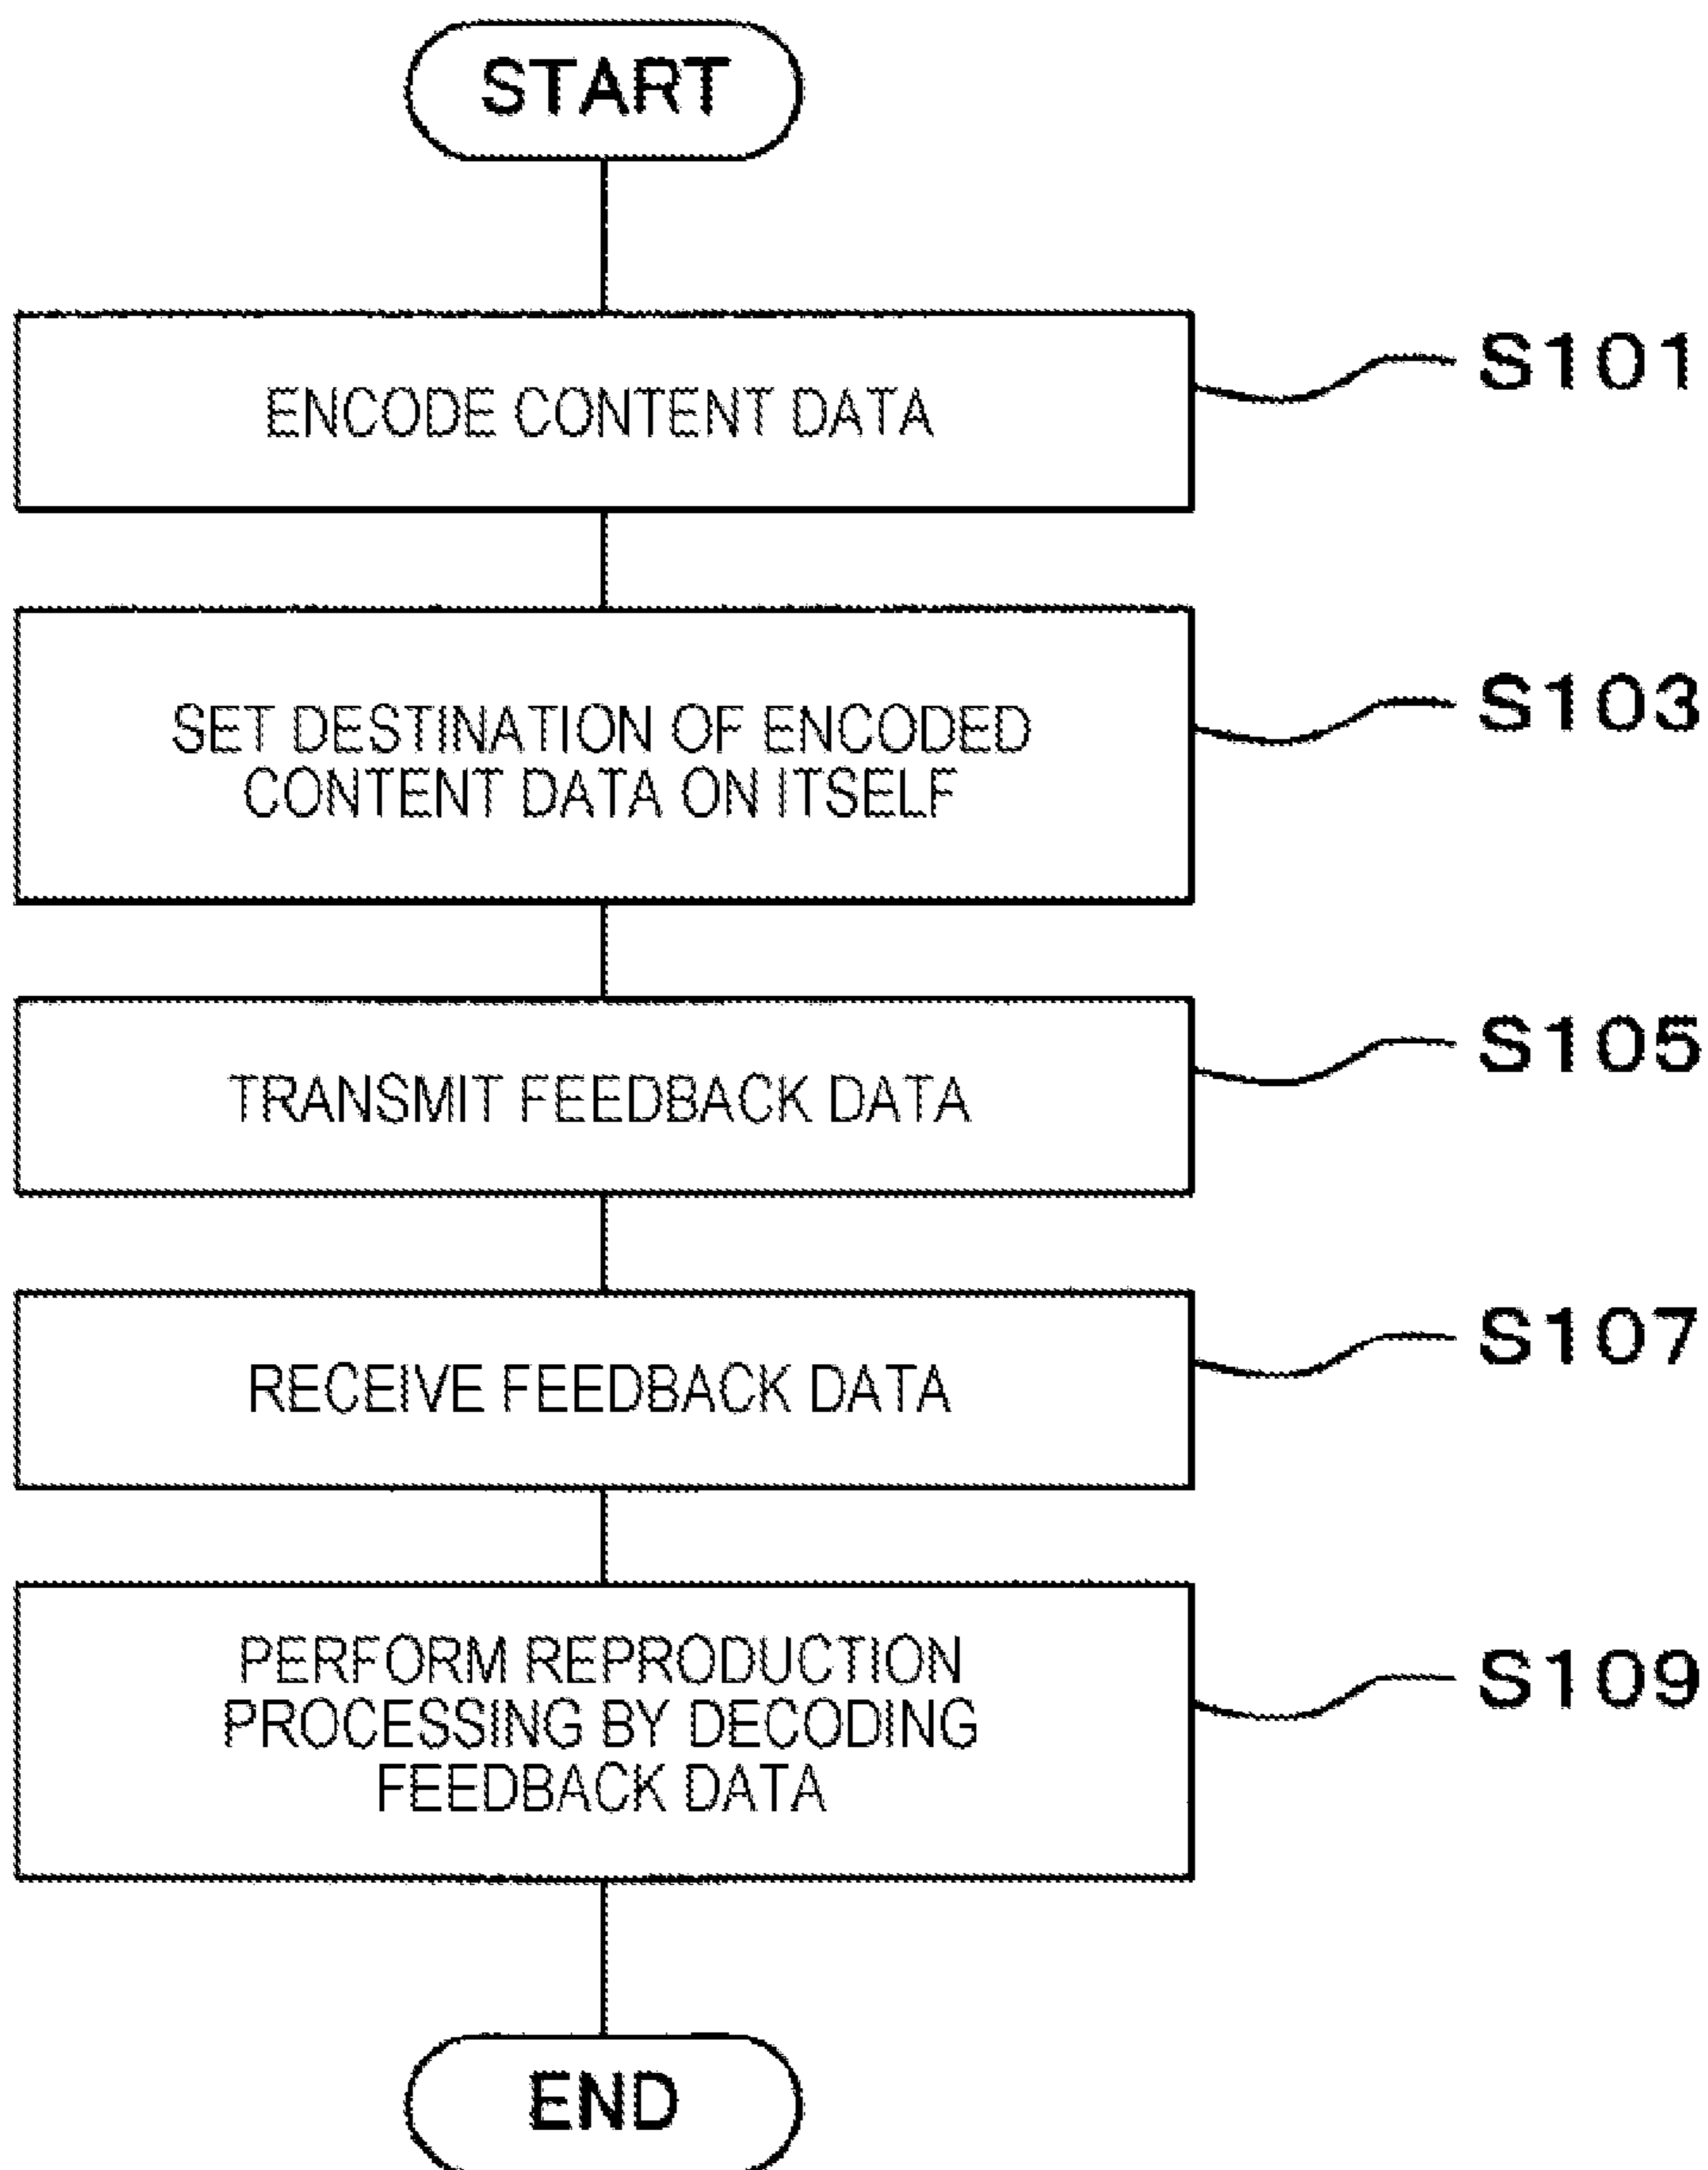 START
ENCODE CONTENT DATA
S101
SET DESTINATION OF ENCODED
CONTENT DATA ON ITSELF
S103
TRANSMIT FEEDBACK DATA
S105
RECEIVE FEEDBACK DATA
S107
PERFORM REPRODUCTION
PROCESSING BY DECODING
FEEDBACK DATA
S109
END